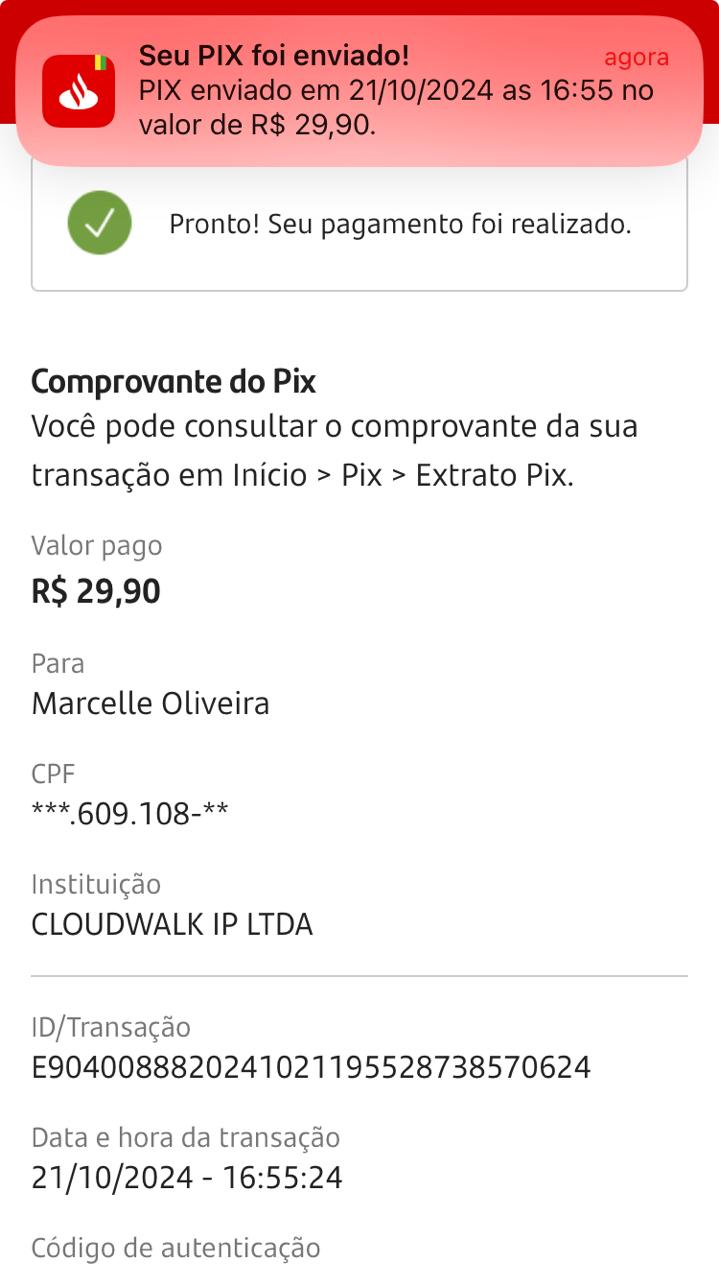 Seu PIX foi enviado!
agora
PIX enviado em 21/10/2024 as 16:55 no
valor de R$ 29,90.
Pronto! Seu pagamento foi realizado.
Comprovante do Pix
Você pode consultar o comprovante da sua
transação em Início > Pix > Extrato Pix.
Valor pago
R$ 29,90
Para
Marcelle Oliveira
CPF
***.609.108-**
Instituição
CLOUDWALK IP LTDA
ID/Transação
E9040088820241021195528738570624
Data e hora da transação
21/10/2024 - 16:55:24
Código de autenticação